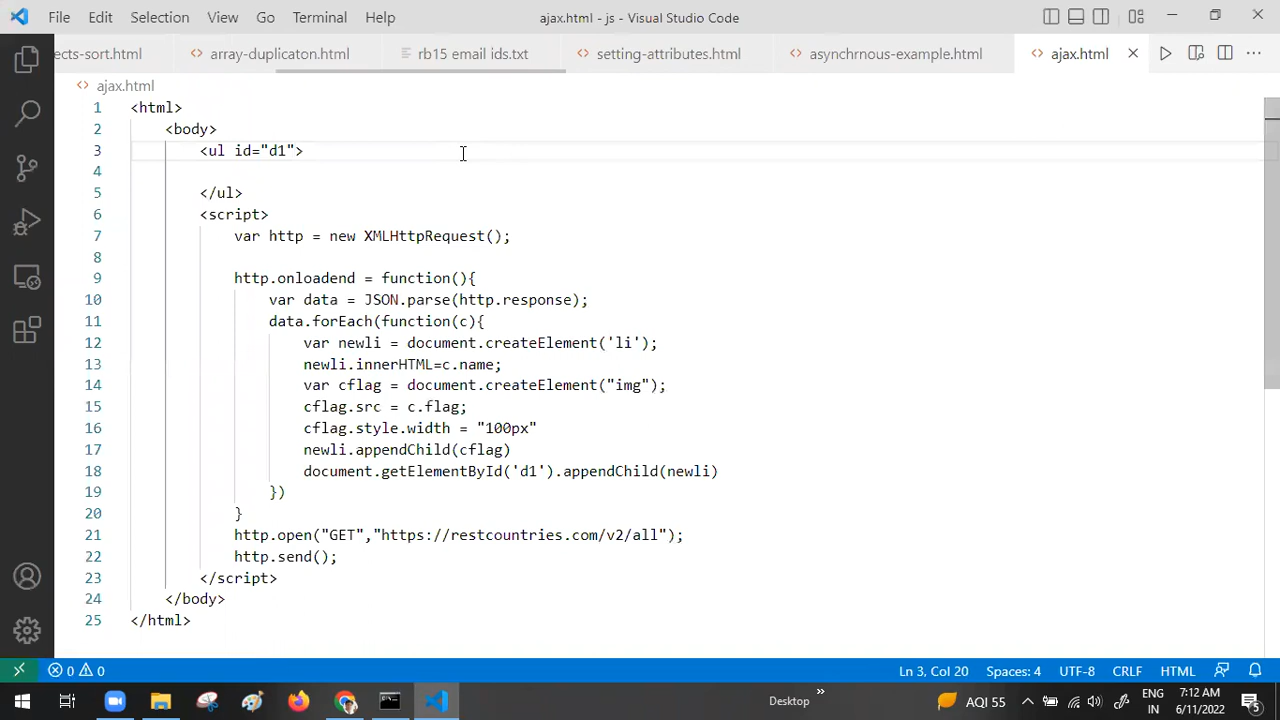 File Edit Selection View Go Terminal Help ajax.html - js - Visual Studio Code
ects-sort.html array-duplicaton.html rb15 email ids.txt setting-attributes.html asynchrnous-example.html ajax.html
ajax.html
1 <html>
2 <body>
3 <ul id="d1">
4
5 </ul>
6 <script>
7 var http = new XMLHttpRequest();
8
9 http.onloadend = function(){
10 var data = JSON.parse(http.response);
11 data.forEach(function(c){
12 var newli = document.createElement('li');
13 newli.innerHTML=c.name;
14 var cflag = document.createElement("img");
15 cflag.src = c.flag;
16 cflag.style.width = "100px"
17 newli.appendChild(cflag)
18 document.getElementById('d1').appendChild(newli)
19 })
20 }
21 http.open("GET","https://restcountries.com/v2/all");
22 http.send();
23 </script>
24 </body>
25 </html>
0 0 Ln 3, Col 20 Spaces: 4 UTF-8 CRLF HTML
Desktop » AQI 55 ENG 7:12 AM
IN 6/11/2022 5